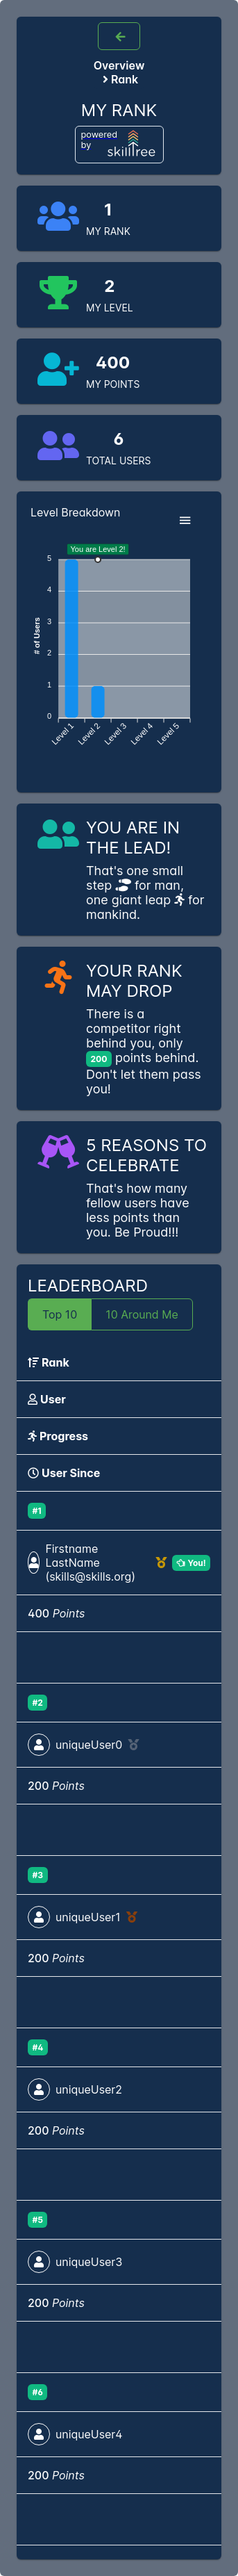 Overview
Rank
MY RANK
powered
by
skilltree
1
MY RANK
2
MY LEVEL
400
MY POINTS
6
TOTAL USERS
Level Breakdown
You are Level 2!
5
4
3
2
1
0
# of Users
Level 1
Level 2
Level 3
Level 4
Level 5
YOU ARE IN
THE LEAD!
That's one small
step for man,
one giant leap for
mankind.
YOUR RANK
MAY DROP
There is a
competitor right
behind you, only
200 points behind.
Don't let them pass
you!
5 REASONS TO
CELEBRATE
That's how many
fellow users have
less points than
you. Be Proud!!!
LEADERBOARD
Top 10 10 Around Me
Rank
User
Progress
User Since
#1
Firstname
LastName
(skills@skills.org)
You!
400 Points
#2
uniqueUser0
200 Points
#3
uniqueUser1
200 Points
#4
uniqueUser2
200 Points
#5
uniqueUser3
200 Points
#6
uniqueUser4
200 Points